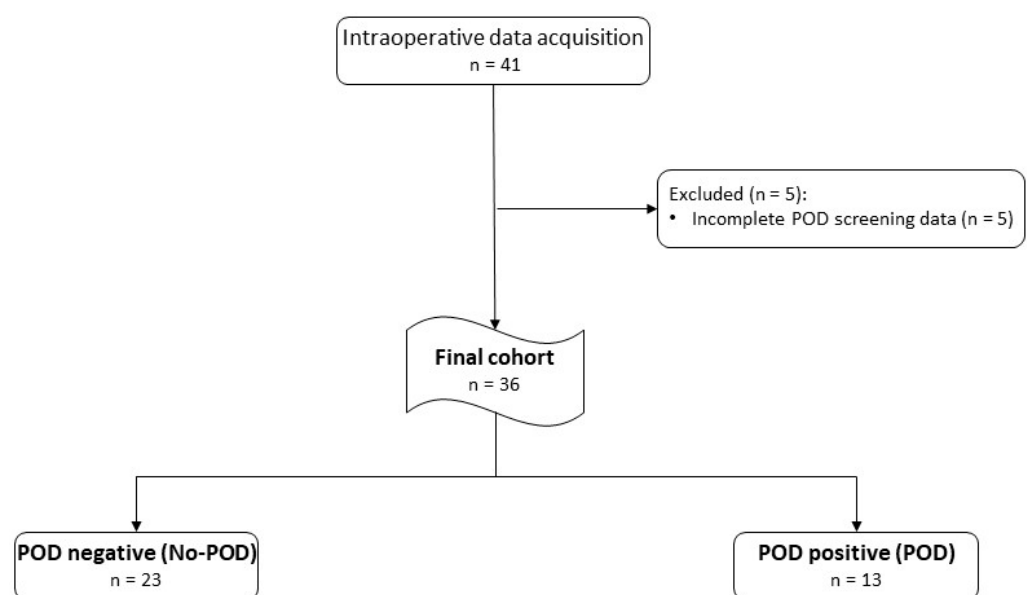 Intraoperative data acquisition
n = 41
Excluded (n = 5):
• Incomplete POD screening data (n = 5)
Final cohort
n = 36
POD negative (No-POD)
n = 23
POD positive (POD)
n = 13